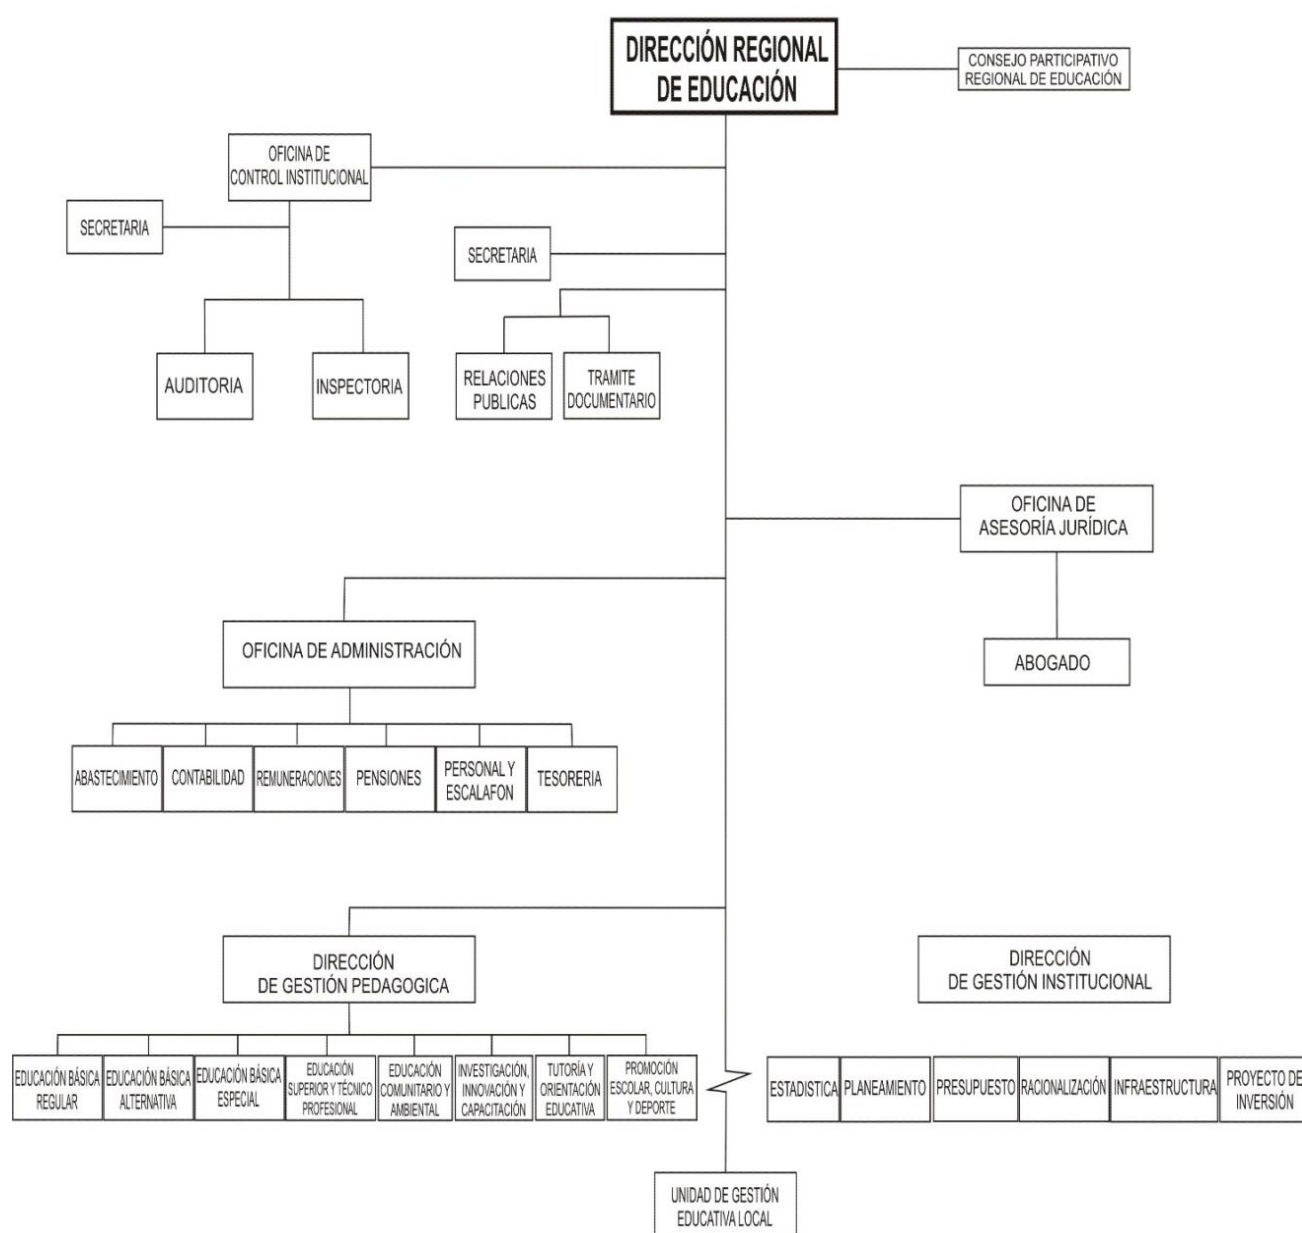 DIRECCIÓN REGIONAL
DE EDUCACIÓN
CONSEJO PARTICIPATIVO
REGIONAL DE EDUCACIÓN
OFICINA DE
CONTROL INSTITUCIONAL
SECRETARIA
SECRETARIA
AUDITORIA
INSPECTORIA
RELACIONES
PUBLICAS
TRAMITE
DOCUMENTARIO
OFICINA DE
ASESORÍA JURÍDICA
ABOGADO
OFICINA DE ADMINISTRACIÓN
ABASTECIMIENTO
CONTABILIDAD
REMUNERACIONES
PENSIONES
PERSONAL Y
ESCALAFON
TESORERIA
DIRECCIÓN
DE GESTIÓN PEDAGOGICA
DIRECCIÓN
DE GESTIÓN INSTITUCIONAL
EDUCACIÓN BÁSICA
REGULAR
EDUCACIÓN BÁSICA
ALTERNATIVA
EDUCACIÓN BÁSICA
ESPECIAL
EDUCACIÓN
SUPERIOR Y TÉCNICO
PROFESIONAL
EDUCACIÓN
COMUNITARIO Y
AMBIENTAL
INVESTIGACIÓN,
INNOVACIÓN Y
CAPACITACIÓN
TUTORÍA Y
ORIENTACIÓN
EDUCATIVA
PROMOCIÓN
ESCOLAR, CULTURA
Y DEPORTE
ESTADISTICA
PLANEAMIENTO
PRESUPUESTO
RACIONALIZACIÓN
INFRAESTRUCTURA
PROYECTO DE
INVERSIÓN
UNIDAD DE GESTIÓN
EDUCATIVA LOCAL